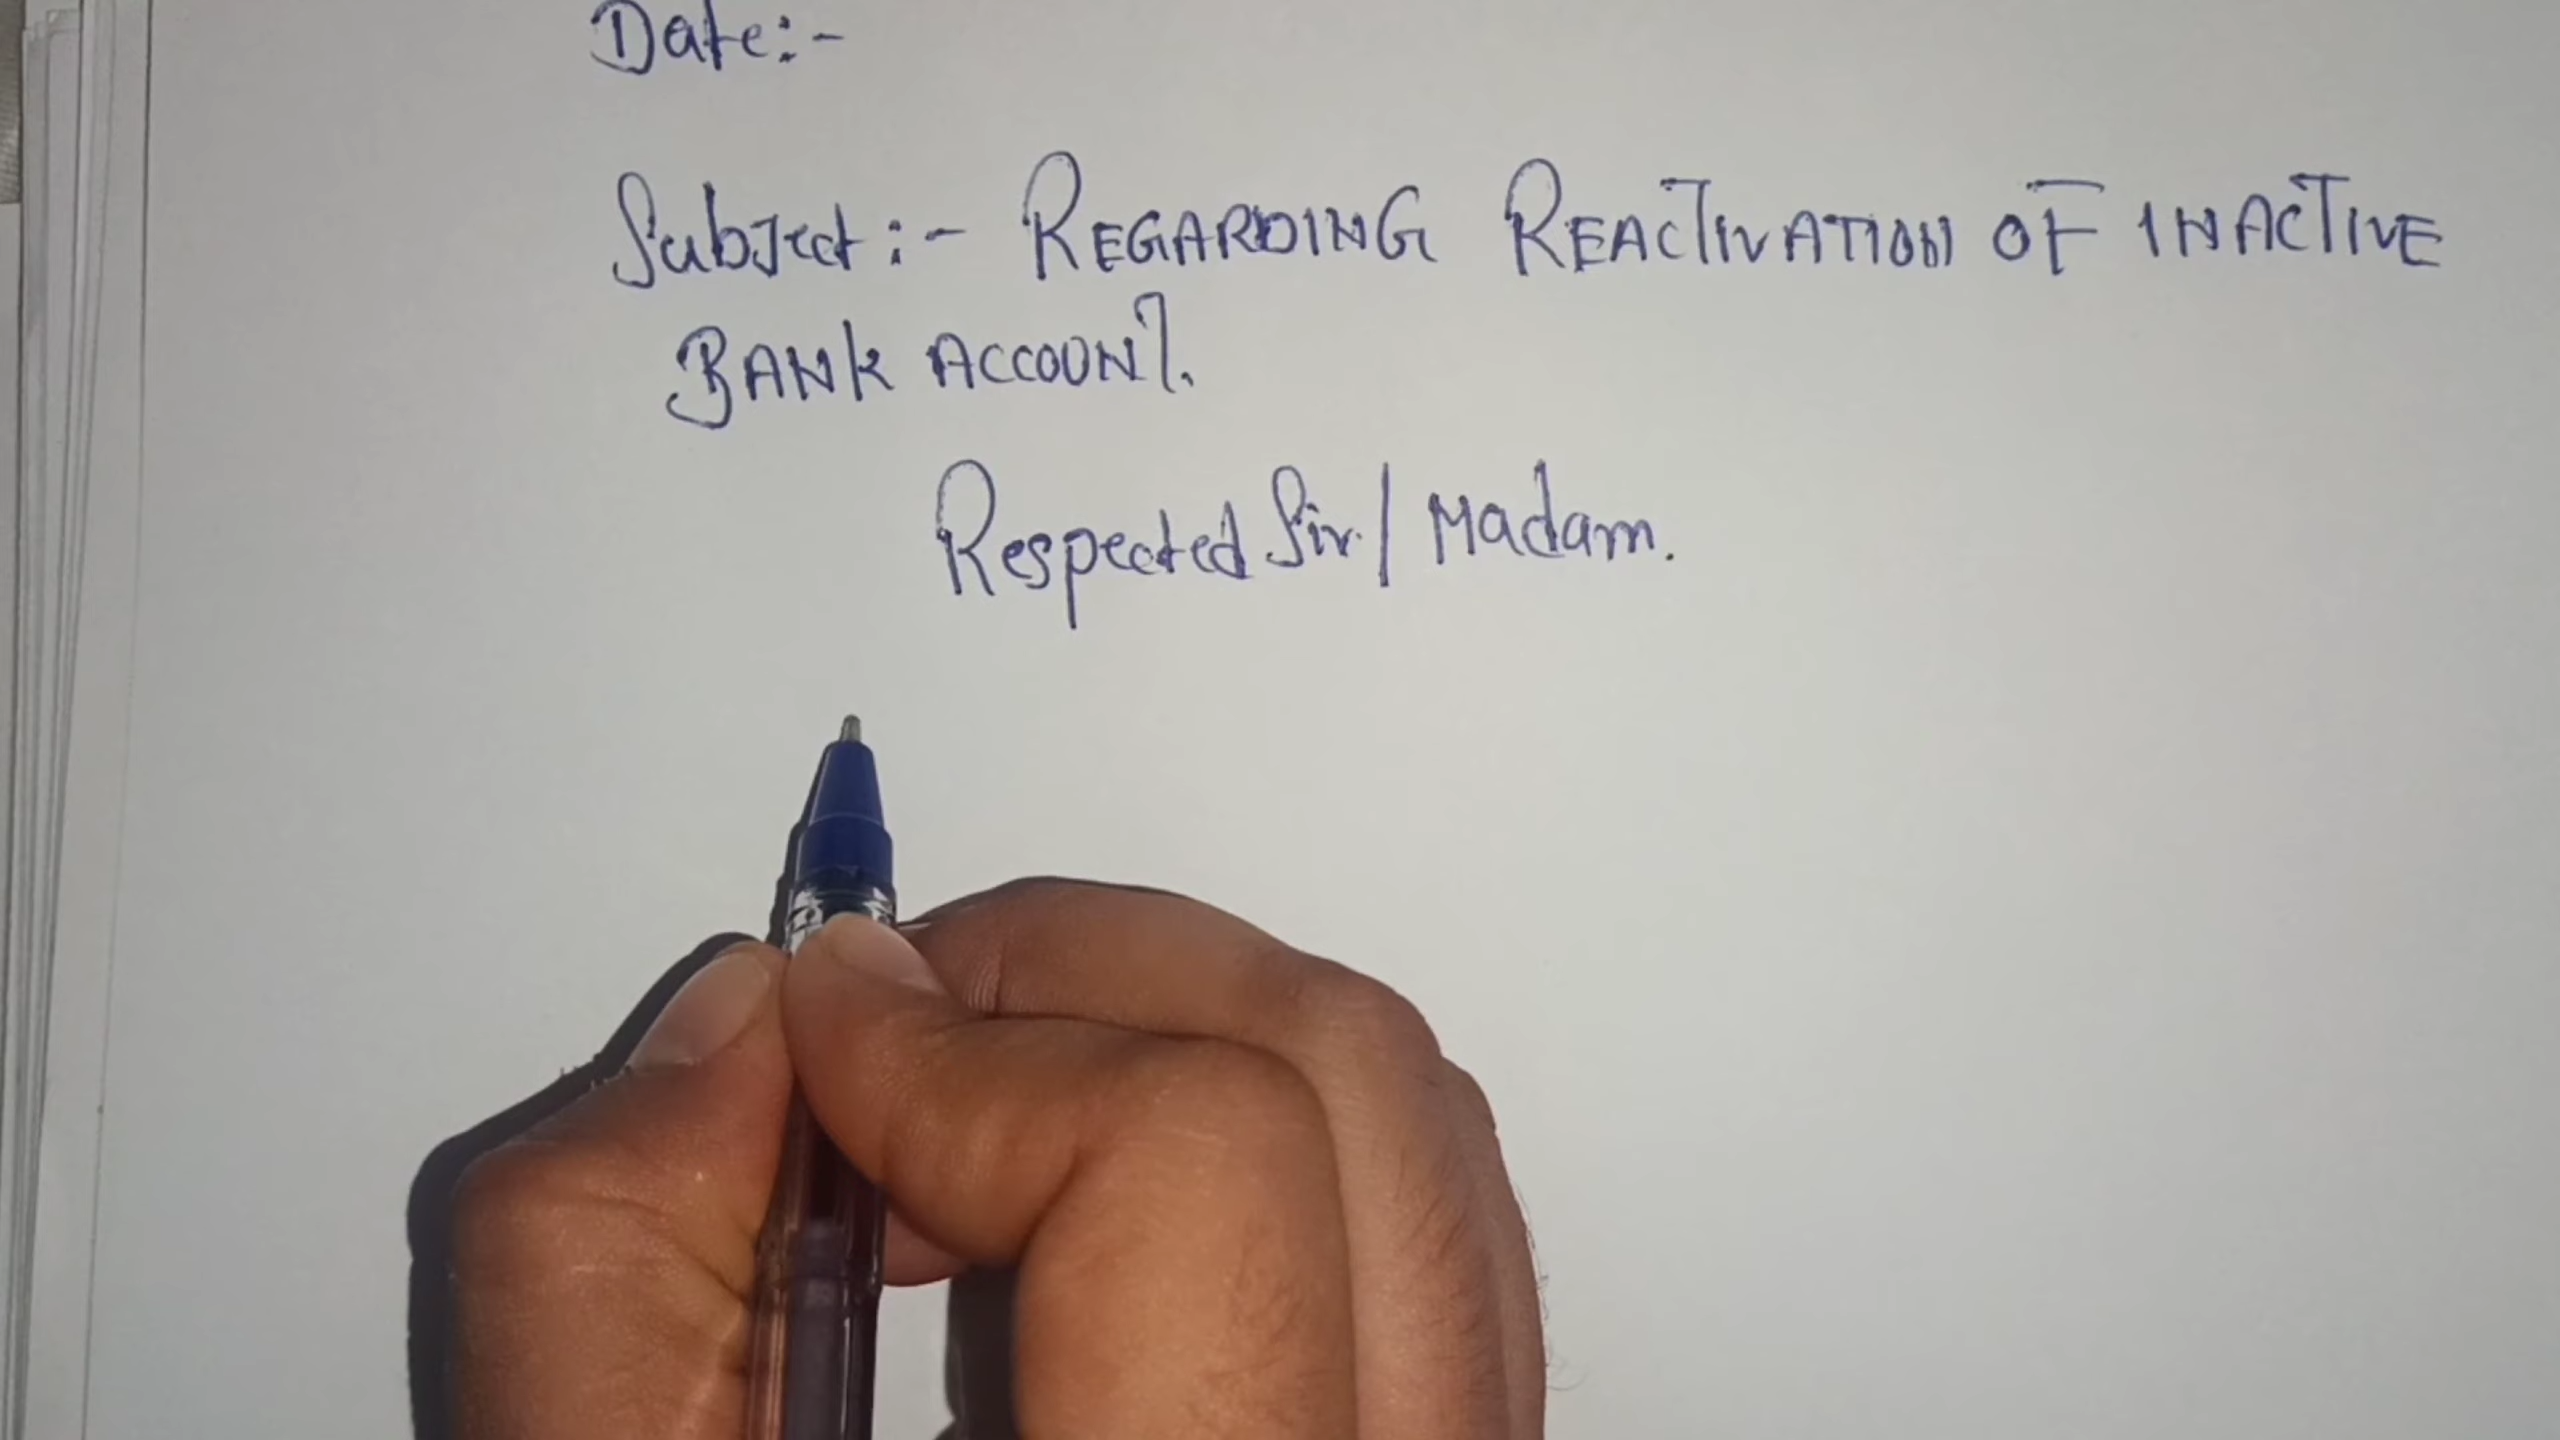 Date:-
Subject:- REGARDING REACTIVATION OF INACTIVE
BANK ACCOUNT.
Respected Sir. / Madam.